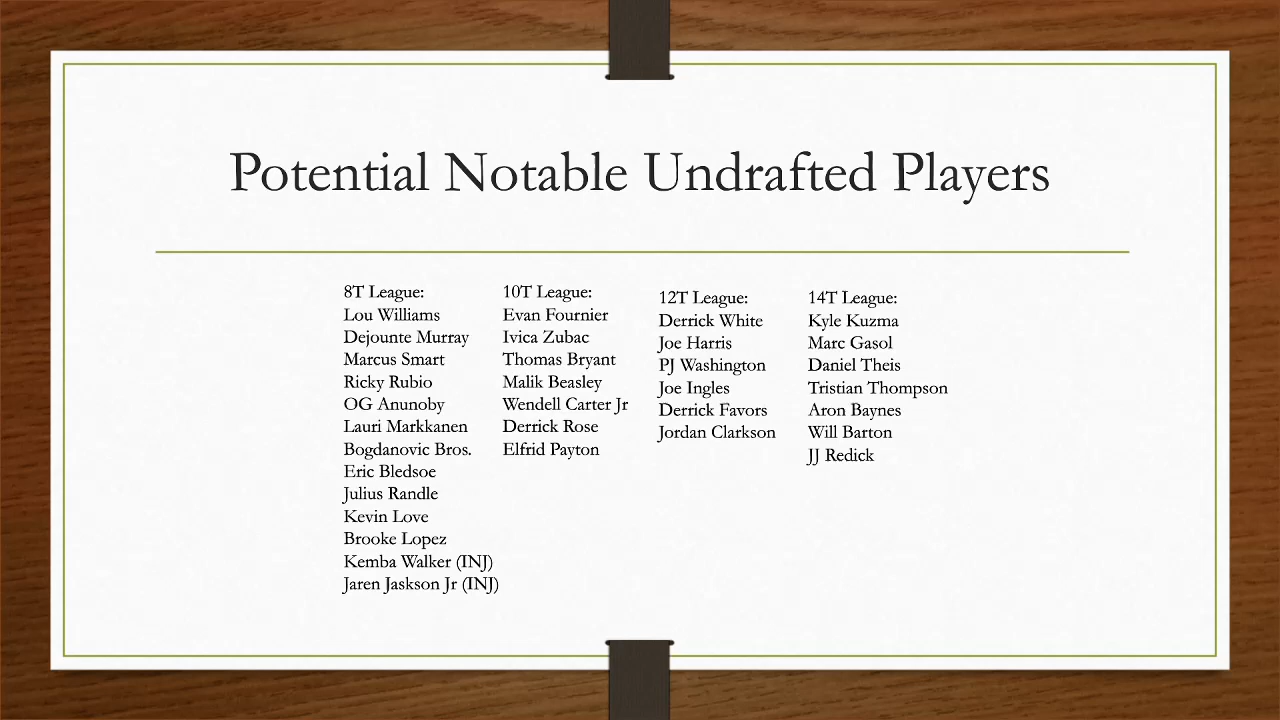 Potential Notable Undrafted Players
8T League:
Lou Williams
Dejounte Murray
Marcus Smart
Ricky Rubio
OG Anunoby
Lauri Markkanen
Bogdanovic Bros.
Eric Bledsoe
Julius Randle
Kevin Love
Brooke Lopez
Kemba Walker (INJ)
Jaren Jaskson Jr (INJ)
10T League:
Evan Fournier
Ivica Zubac
Thomas Bryant
Malik Beasley
Wendell Carter Jr
Derrick Rose
Elfrid Payton
12T League:
Derrick White
Joe Harris
PJ Washington
Joe Ingles
Derrick Favors
Jordan Clarkson
14T League:
Kyle Kuzma
Marc Gasol
Daniel Theis
Tristian Thompson
Aron Baynes
Will Barton
JJ Redick